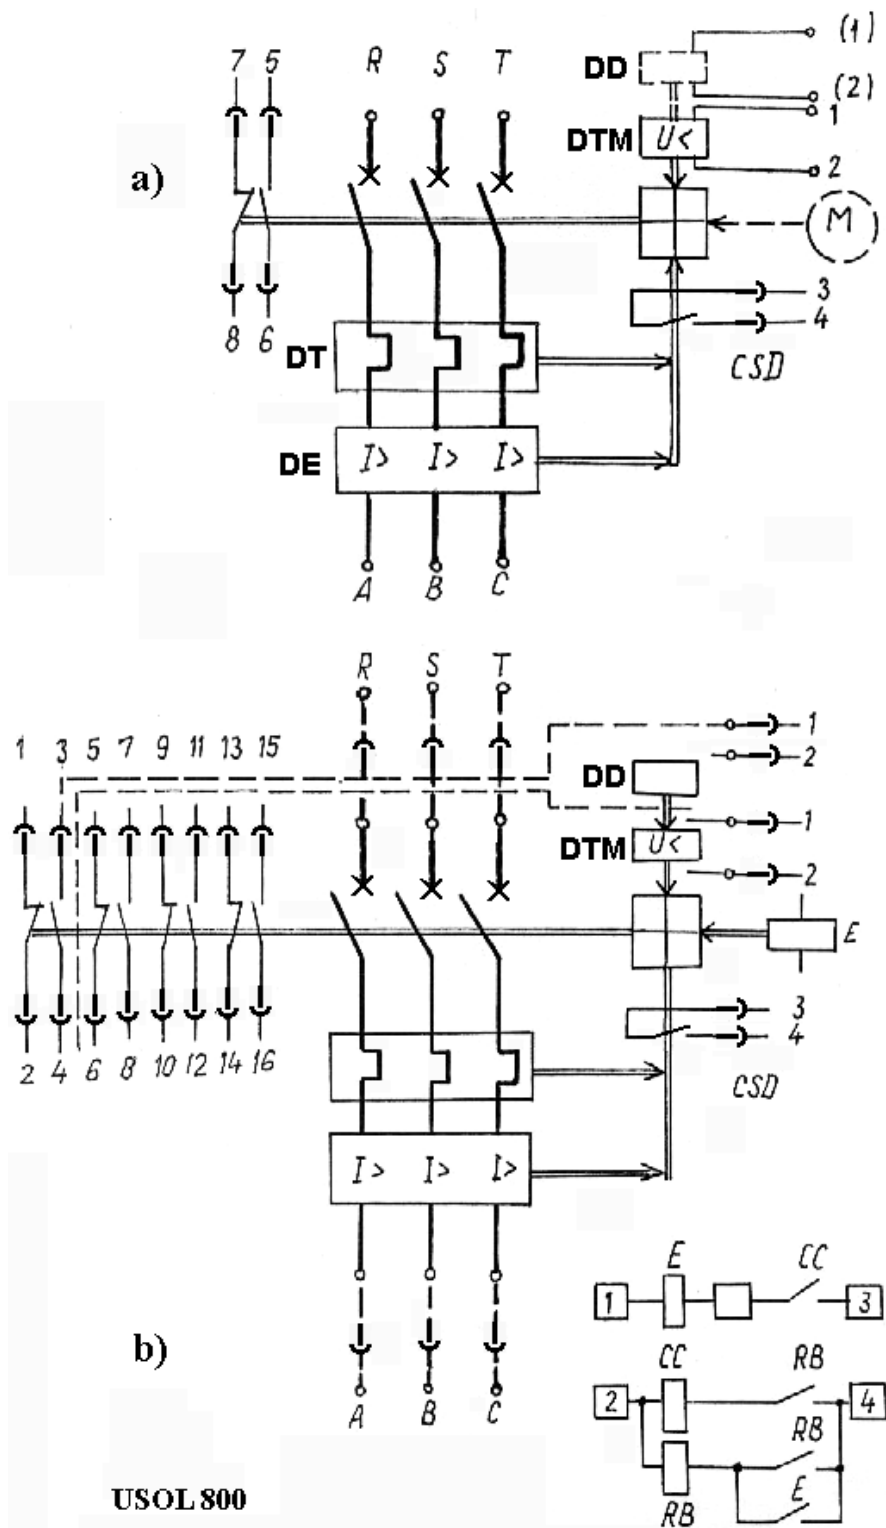 7 5 R S T DD (1)
(2)
DTM U< 1
2
a)
M
8 6 3
4
DT CSD
DE I> I> I>
A B C
R S T
1 3 5 7 9 11 13 15 1
2
DD
DTM U< 1
2
E
3
4
2 4 6 8 10 12 14 16
CSD
I> I> I>
E CC
1 3
b)
CC RB
2 4
A B C
RB
E
USOL 800 RB